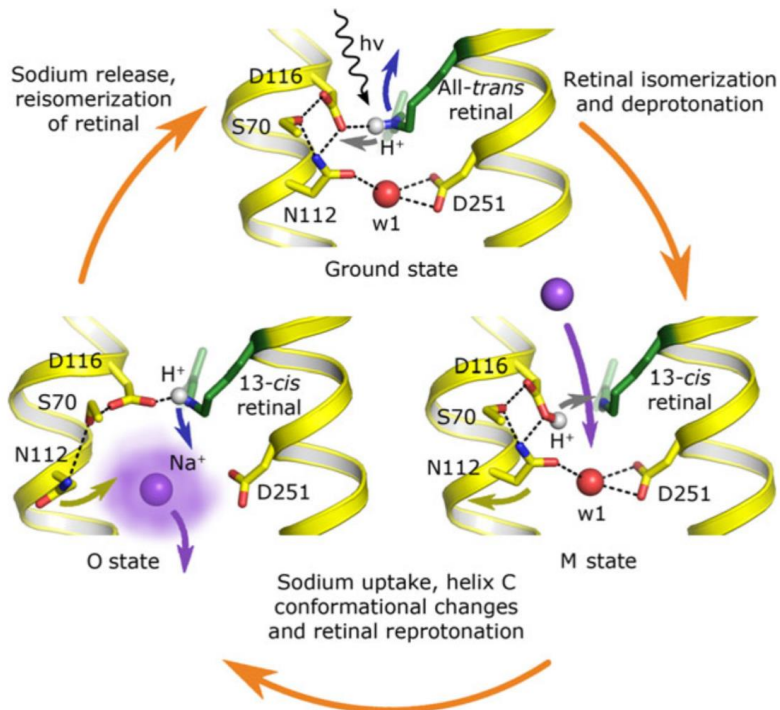 hν
D116
All-trans
retinal
S70
H⁺
N112
w1
D251
Ground state
Sodium release,
reisomerization
of retinal
Retinal isomerization
and deprotonation
D116
H⁺
13-cis
retinal
S70
N112
Na⁺
D251
O state
D116
13-cis
retinal
S70
H⁺
N112
w1
D251
M state
Sodium uptake, helix C
conformational changes
and retinal reprotonation